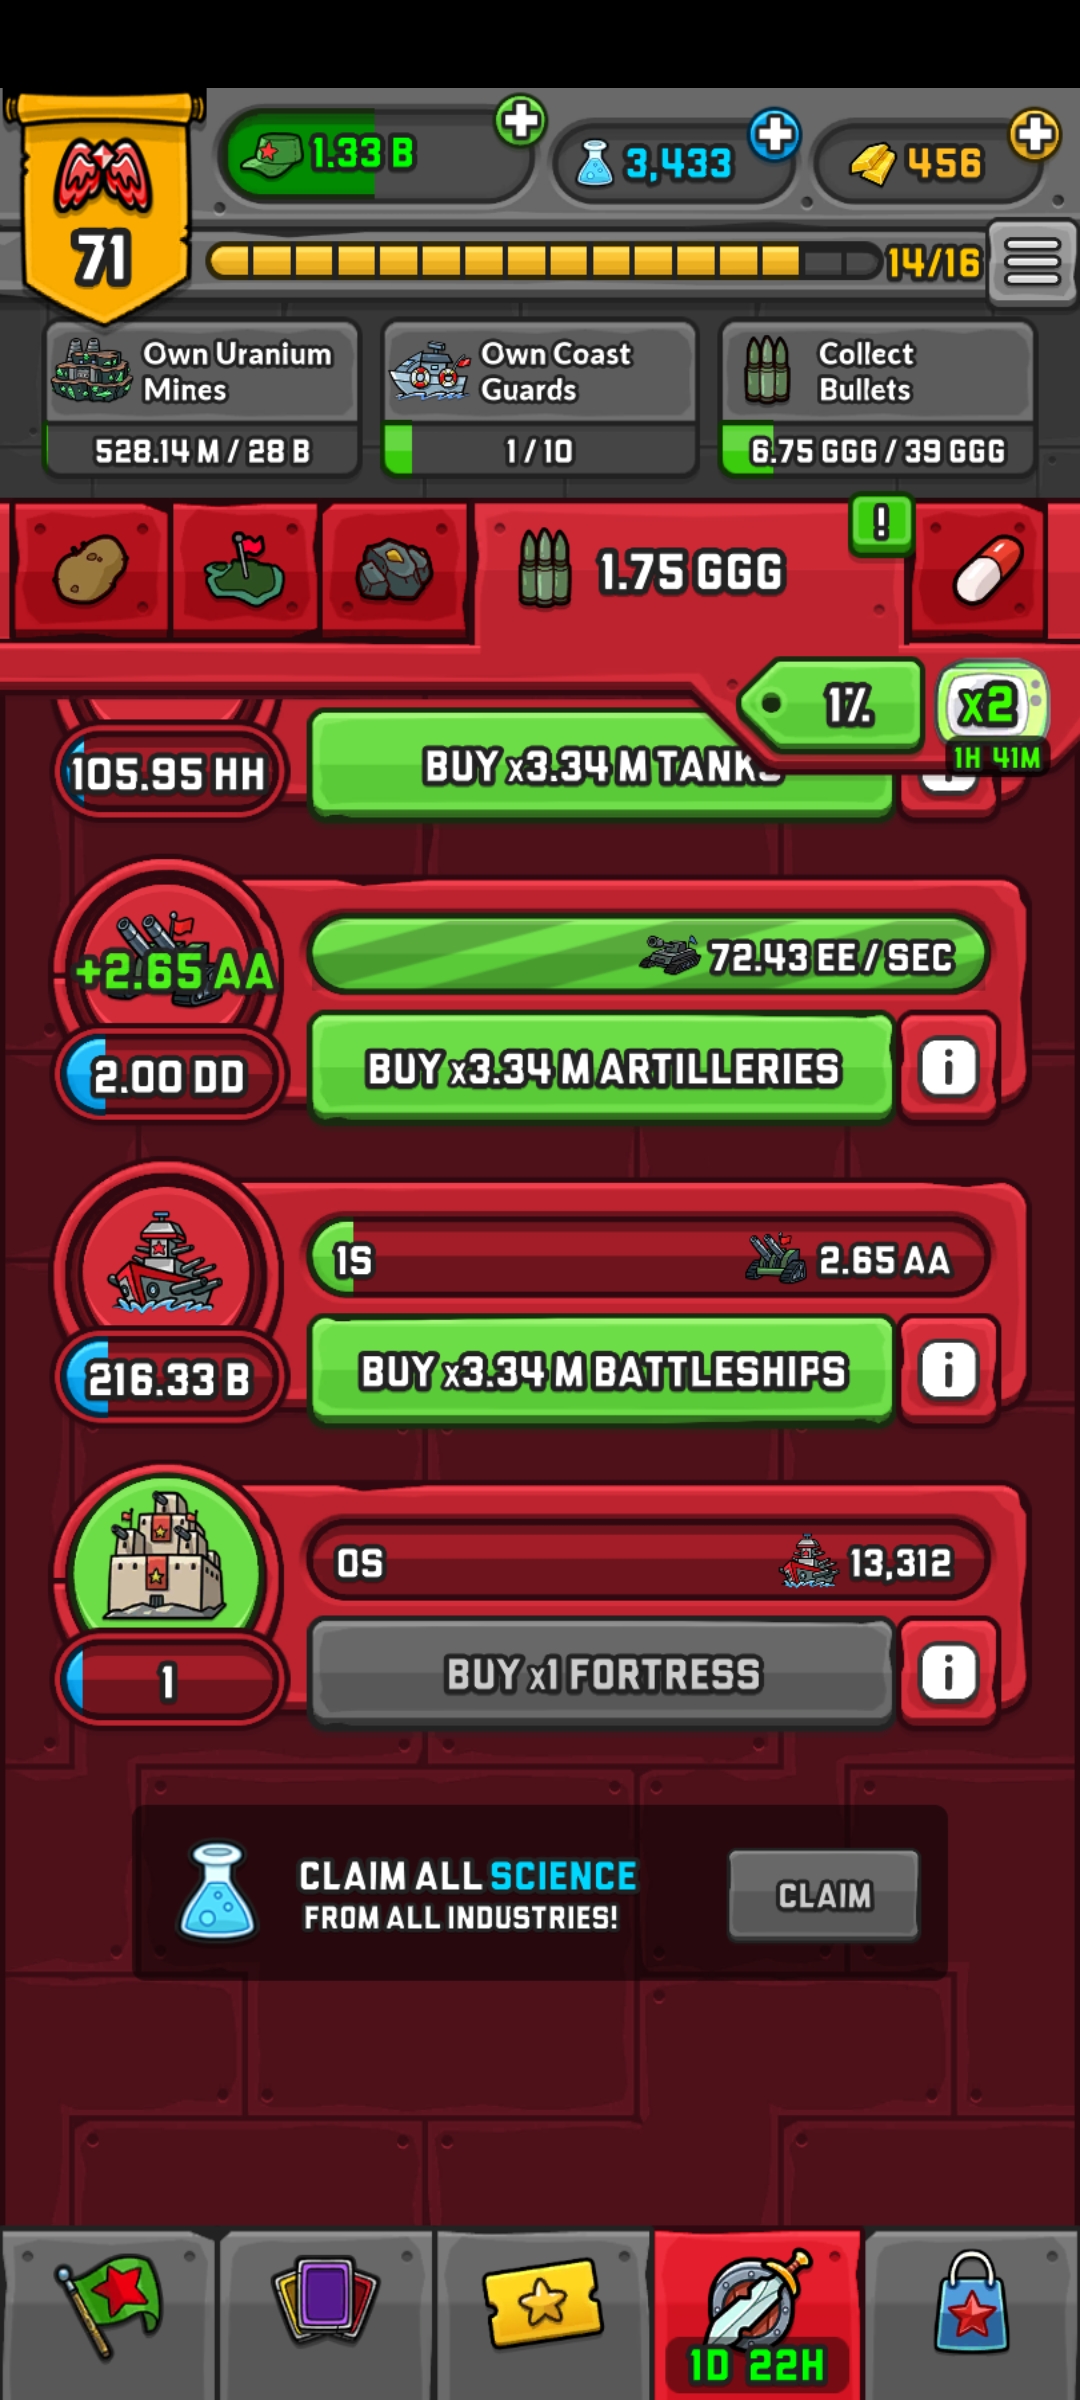 1.33 B
3,433
456
71
14/16
Own Uranium
Mines
528.14 M / 28 B
Own Coast
Guards
1 / 10
Collect
Bullets
6.75 GGG / 39 GGG
!
1.75 GGG
1%
x2
1H 41M
105.95 HH
BUY x3.34 M TANKS
+2.65 AA
72.43 EE / SEC
2.00 DD
BUY x3.34 M ARTILLERIES
i
1S
2.65 AA
216.33 B
BUY x3.34 M BATTLESHIPS
i
0S
13,312
1
BUY x1 FORTRESS
i
CLAIM ALL SCIENCE
FROM ALL INDUSTRIES!
CLAIM
1D 22H